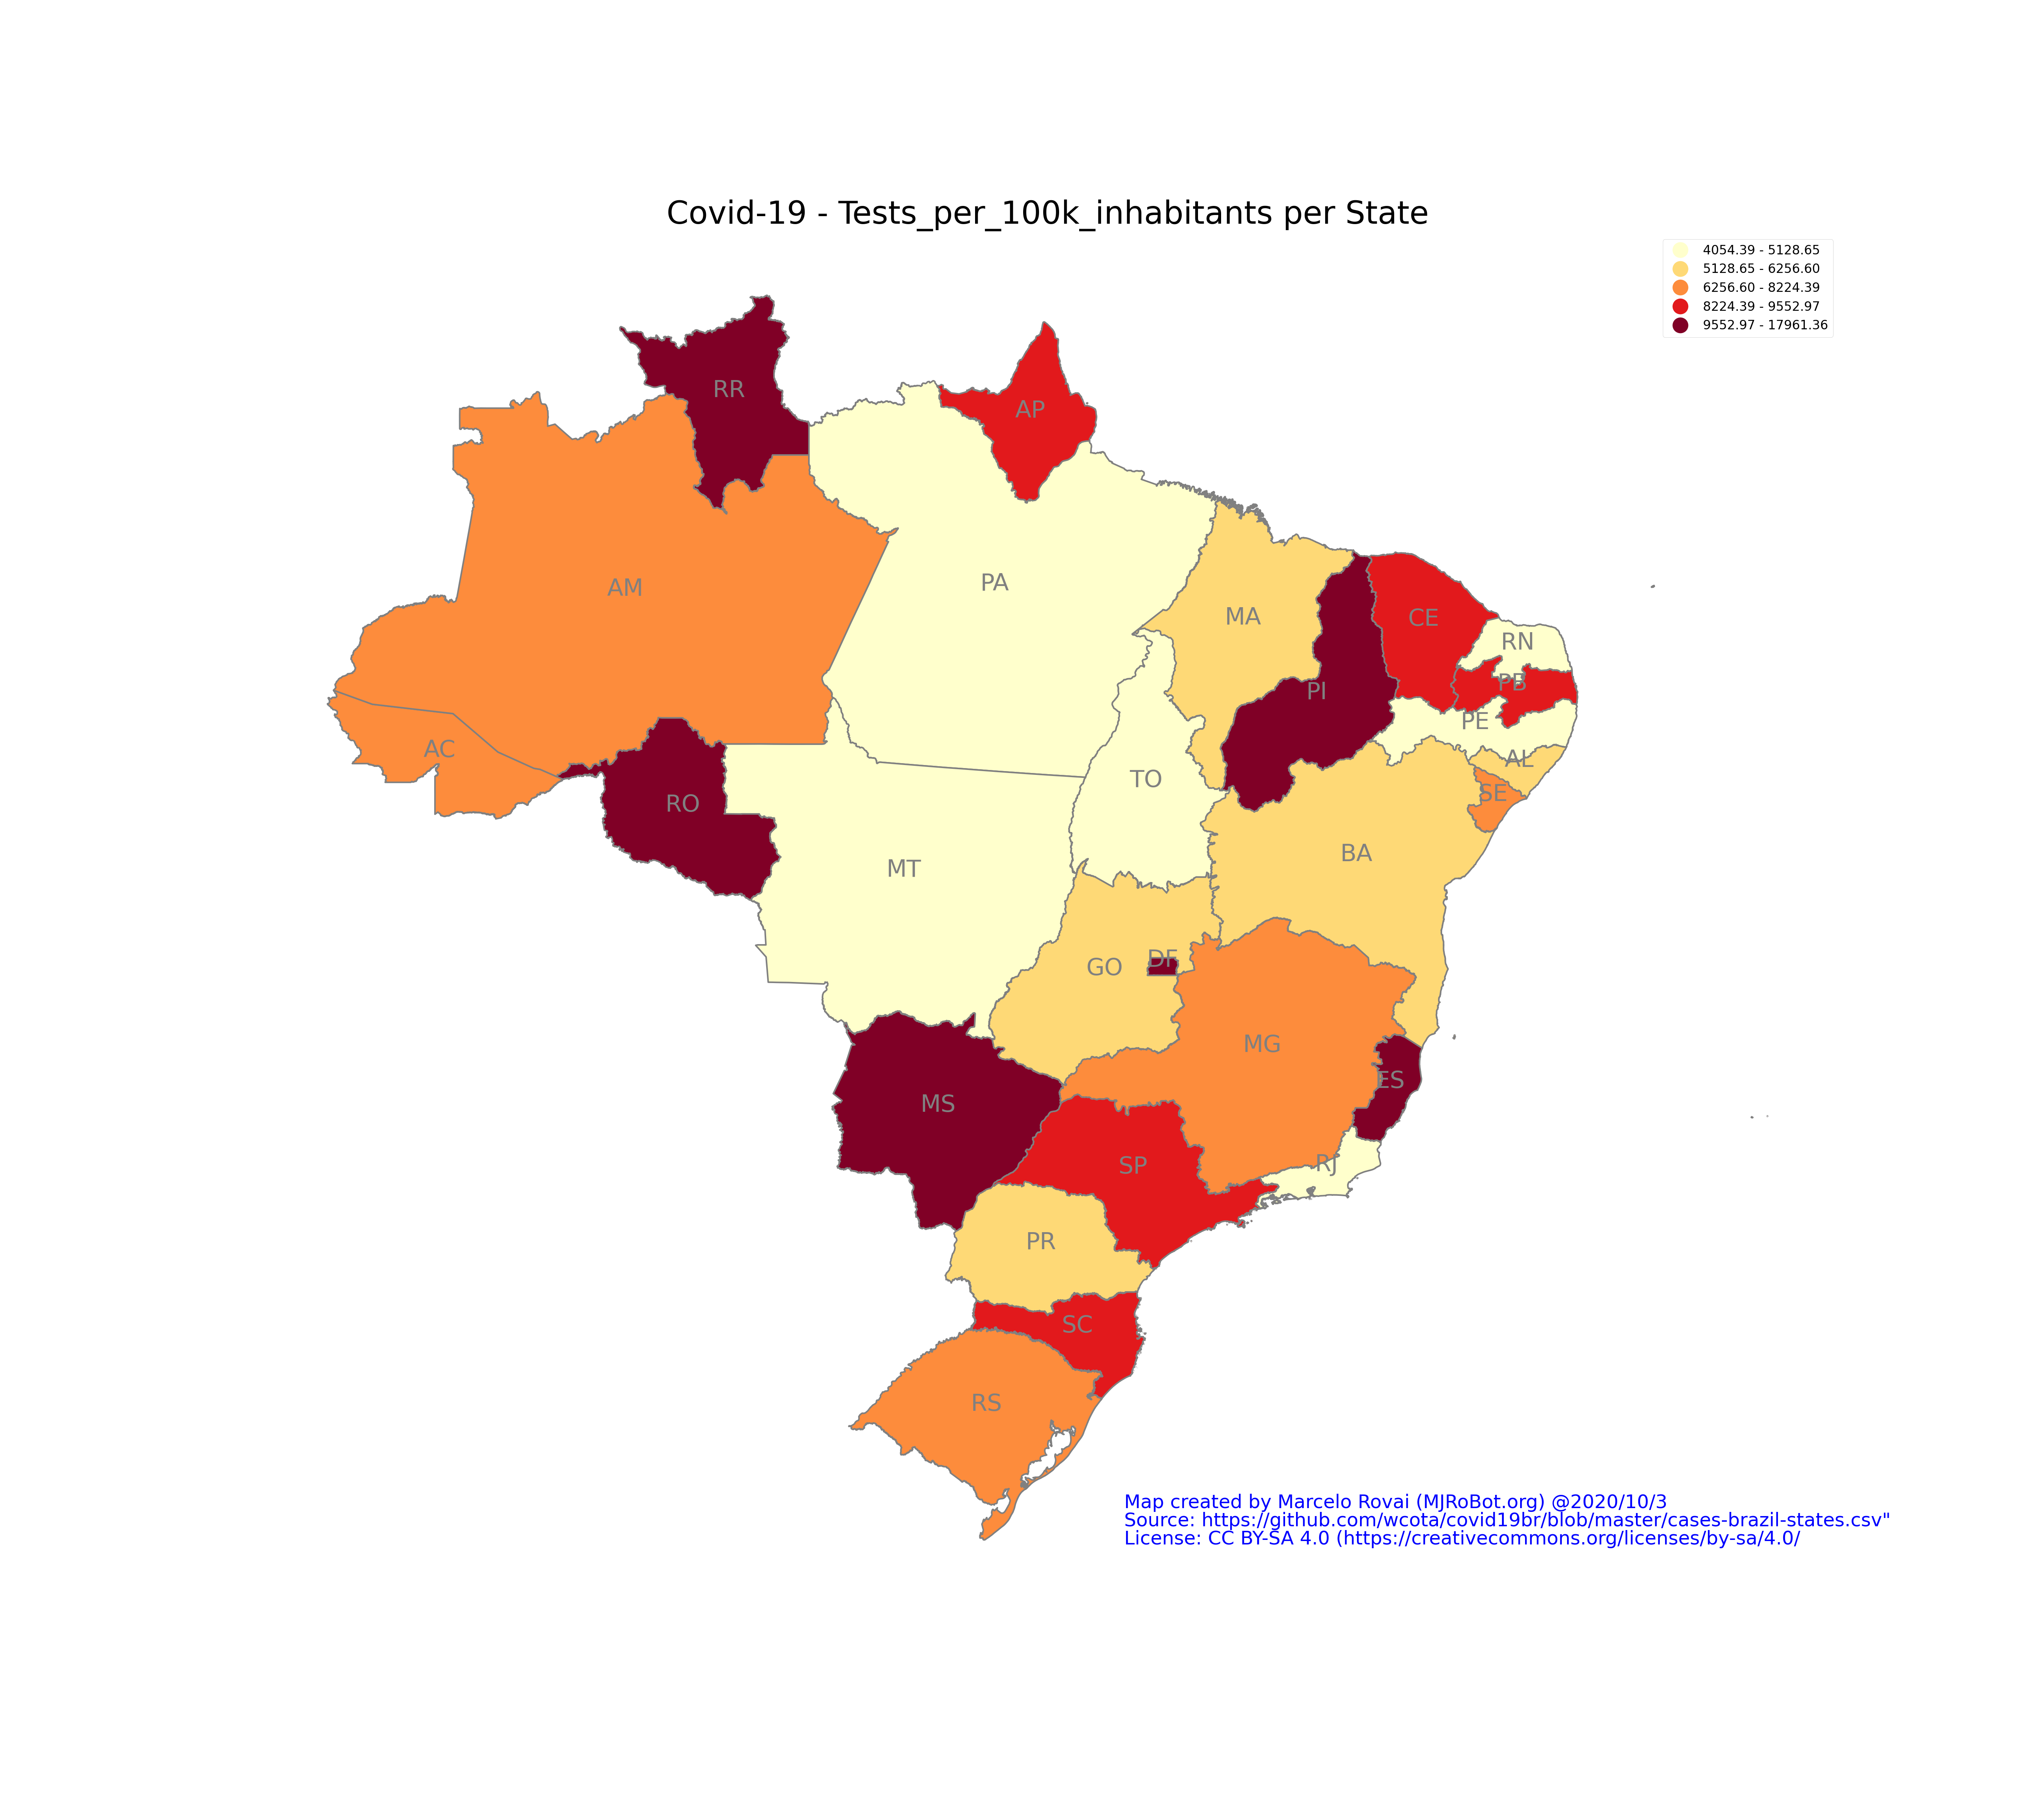 Covid-19 - Tests_per_100k_inhabitants per State
4054.39 - 5128.65
5128.65 - 6256.60
6256.60 - 8224.39
8224.39 - 9552.97
9552.97 - 17961.36
RR
AP
AM
PA
MA
CE
RN
PB
PI
PE
AC
AL
TO
SE
RO
BA
MT
DF
GO
MG
ES
MS
RJ
SP
PR
SC
RS
Map created by Marcelo Rovai (MJRoBot.org) @2020/10/3
Source: https://github.com/wcota/covid19br/blob/master/cases-brazil-states.csv"
License: CC BY-SA 4.0 (https://creativecommons.org/licenses/by-sa/4.0/